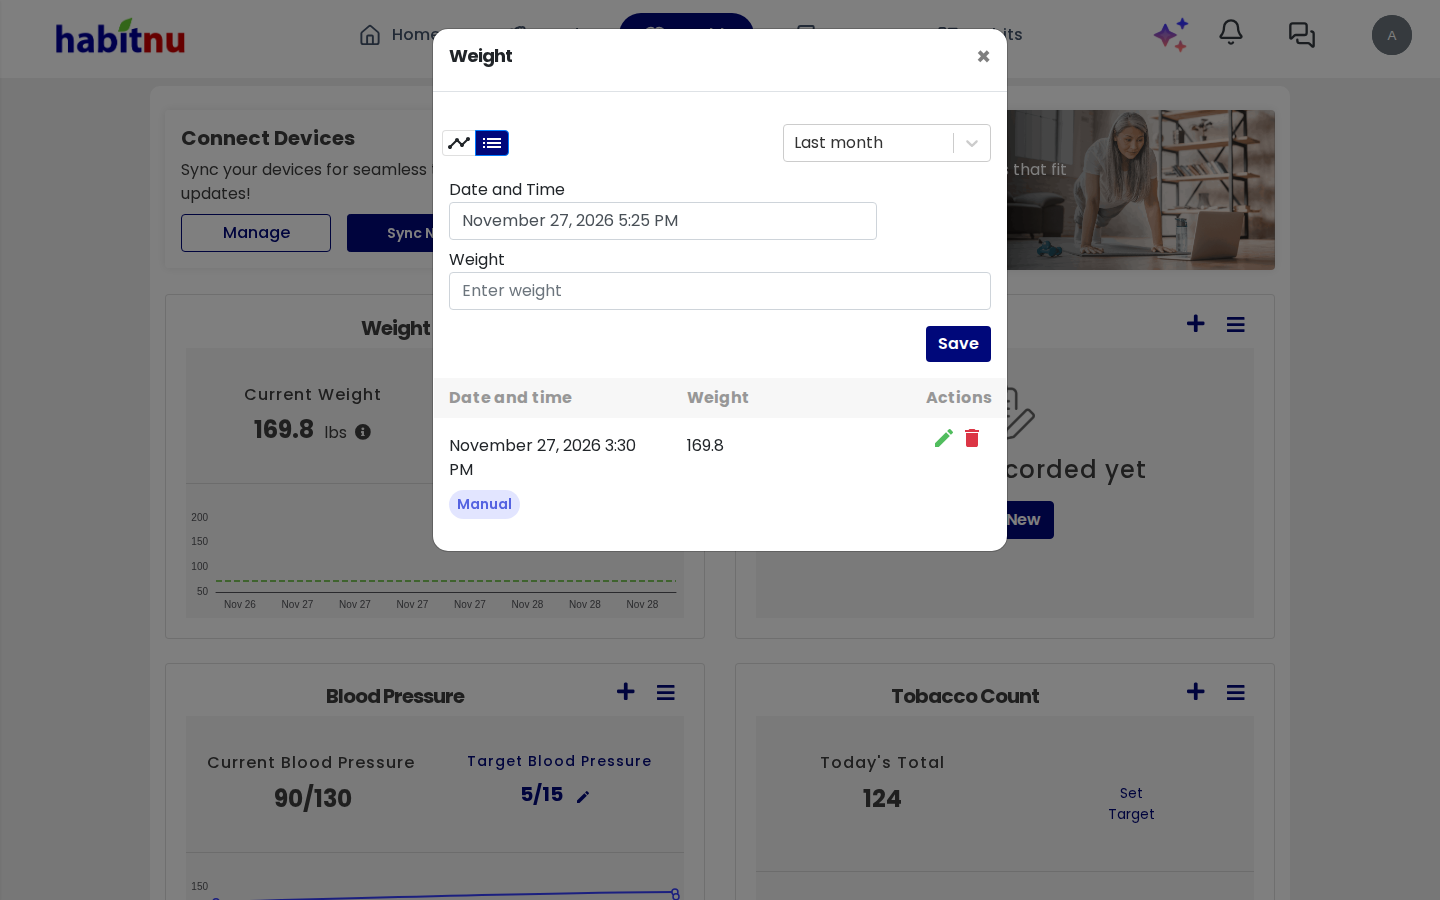 habitnu
Home
its
A
Weight
×
Connect Devices
Sync your devices for seamless
updates!
Manage
Sync N
that fit
Last month
Date and Time
November 27, 2026 5:25 PM
Weight
Enter weight
Save
Date and time
Weight
Actions
November 27, 2026 3:30
PM
169.8
Manual
Weight
Current Weight
169.8 lbs
200
150
100
50
Nov 26
Nov 27
Nov 27
Nov 27
Nov 27
Nov 28
Nov 28
Nov 28
corded yet
New
Blood Pressure
Current Blood Pressure
90/130
Target Blood Pressure
5/15
150
Tobacco Count
Today's Total
124
Set
Target